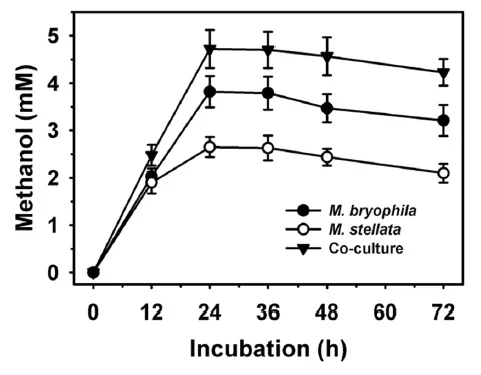 Methanol (mM)
5
4
3
2
1
0
M. bryophila
M. stellata
Co-culture
0 12 24 36 48 60 72
Incubation (h)